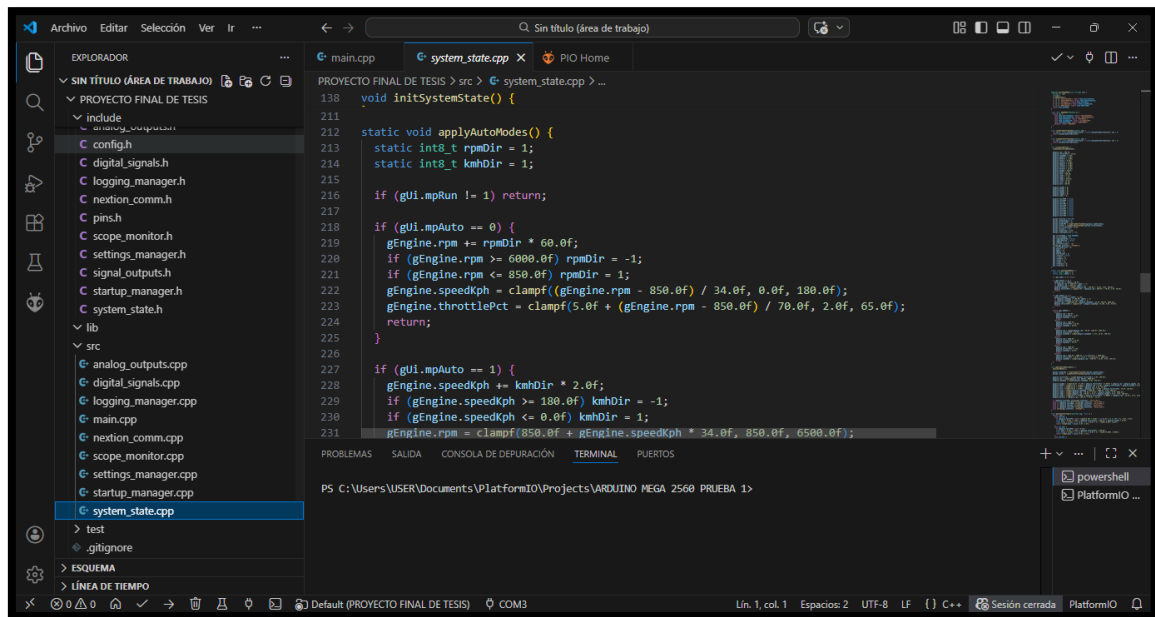 Archivo Editar Selección Ver Ir ···
Sin título (área de trabajo)
EXPLORADOR ···
SIN TÍTULO (ÁREA DE TRABAJO)
PROYECTO FINAL DE TESIS
include
analog_outputs.h
C config.h
C digital_signals.h
C logging_manager.h
C nextion_comm.h
C pins.h
C scope_monitor.h
C settings_manager.h
C signal_outputs.h
C startup_manager.h
C system_state.h
lib
src
analog_outputs.cpp
digital_signals.cpp
logging_manager.cpp
main.cpp
nextion_comm.cpp
scope_monitor.cpp
settings_manager.cpp
startup_manager.cpp
system_state.cpp
test
.gitignore
ESQUEMA
LÍNEA DE TIEMPO
main.cpp system_state.cpp PIO Home
PROYECTO FINAL DE TESIS > src > system_state.cpp > ...
138 void initSystemState() {
211
212 static void applyAutoModes() {
213 static int8_t rpmDir = 1;
214 static int8_t kmhDir = 1;
215
216 if (gUi.mpRun != 1) return;
217
218 if (gUi.mpAuto == 0) {
219 gEngine.rpm += rpmDir * 60.0f;
220 if (gEngine.rpm >= 6000.0f) rpmDir = -1;
221 if (gEngine.rpm <= 850.0f) rpmDir = 1;
222 gEngine.speedKph = clampf((gEngine.rpm - 850.0f) / 34.0f, 0.0f, 180.0f);
223 gEngine.throttlePct = clampf(5.0f + (gEngine.rpm - 850.0f) / 70.0f, 2.0f, 65.0f);
224 return;
225 }
226
227 if (gUi.mpAuto == 1) {
228 gEngine.speedKph += kmhDir * 2.0f;
229 if (gEngine.speedKph >= 180.0f) kmhDir = -1;
230 if (gEngine.speedKph <= 0.0f) kmhDir = 1;
231 gEngine.rpm = clampf(850.0f + gEngine.speedKph * 34.0f, 850.0f, 6500.0f);
PROBLEMS SALIDA CONSOLA DE DEPURACIÓN TERMINAL PUERTOS
PS C:\Users\USER\Documents\PlatformIO\Projects\ARDUINO MEGA 2560 PRUEBA 1>
powershell
PlatformIO ...
0 0 Default (PROYECTO FINAL DE TESIS) COM3 Lín. 1, col. 1 Espacios: 2 UTF-8 LF {} C++ Sesión cerrada PlatformIO